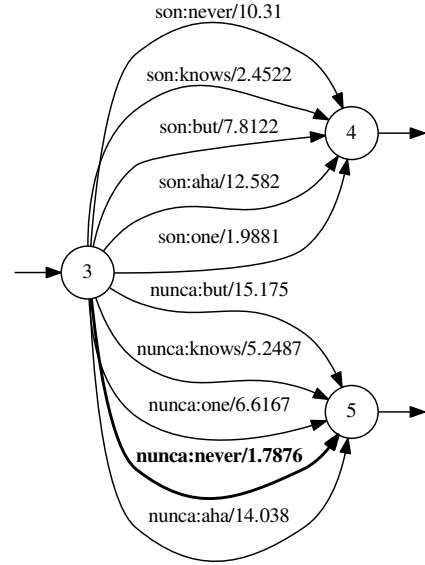 son:never/10.31
son:knows/2.4522
son:but/7.8122
4
son:aha/12.582
son:one/1.9881
3
nunca:but/15.175
nunca:knows/5.2487
nunca:one/6.6167
5
nunca:never/1.7876
nunca:aha/14.038